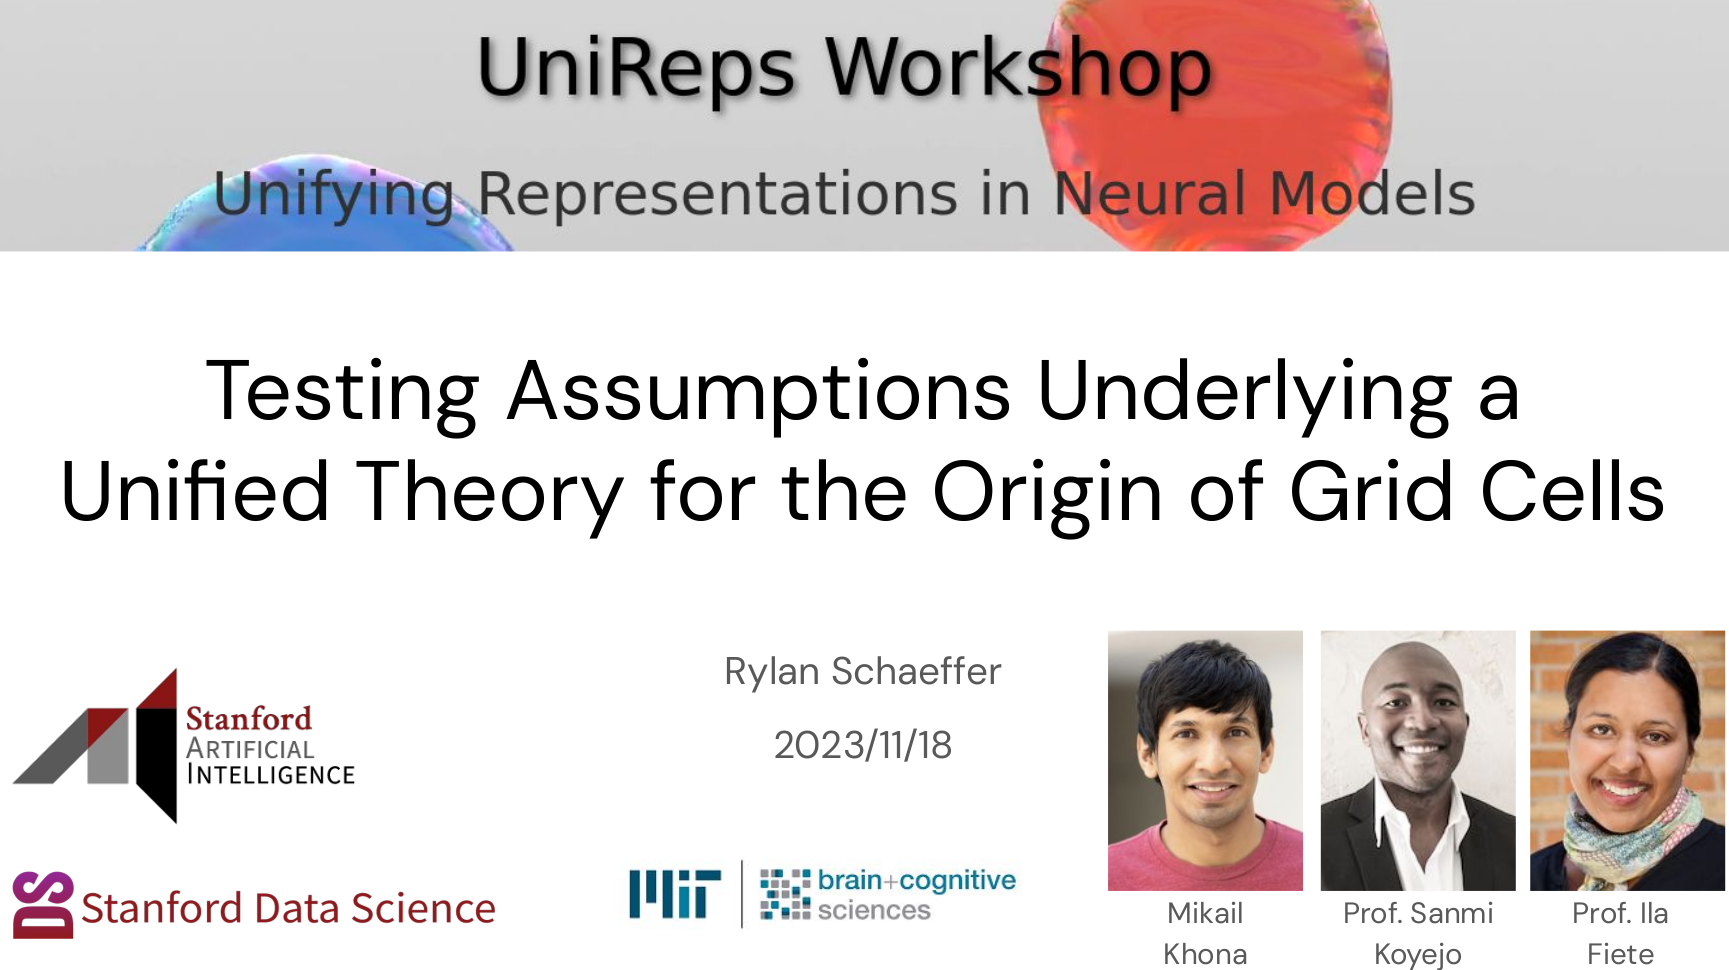 UniReps Workshop
Unifying Representations in Neural Models
Testing Assumptions Underlying a
Unified Theory for the Origin of Grid Cells
Rylan Schaeffer
2023/11/18
Stanford
ARTIFICIAL
INTELLIGENCE
DS Stanford Data Science
MIT brain+cognitive
sciences
Mikail
Khona
Prof. Sanmi
Koyejo
Prof. Ila
Fiete